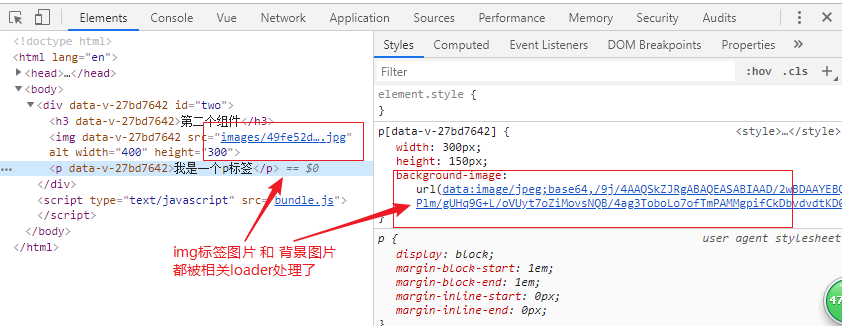 Elements Console Vue Network Application Sources Performance Memory Security Audits
<!doctype html>
<html lang="en">
<head>…</head>
<body>
<div data-v-27bd7642 id="two">
<h3 data-v-27bd7642>第二个组件</h3>
<img data-v-27bd7642 src="images/49fe52d….jpg"
alt width="400" height="300">
<p data-v-27bd7642>我是一个p标签</p> == $0
</div>
<script type="text/javascript" src="bundle.js">
</script>
</body>
</html>
img标签图片 和 背景图片
都被相关loader处理了
Styles Computed Event Listeners DOM Breakpoints Properties
Filter :hov .cls
element.style {
}
p[data-v-27bd7642] { <style>…</style>
width: 300px;
height: 150px;
background-image:
url(data:image/jpeg;base64,/9j/4AAQSkZJRgABAQEASABIAAD/2wBDAAYEBQ
Plm/gUHq9G+L/oVUyt7oZiMovsNQB/4ag3ToboLo7ofTmPAMMgpifCkDbvdvdtKD0
}
p { user agent stylesheet
display: block;
margin-block-start: 1em;
margin-block-end: 1em;
margin-inline-start: 0px;
margin-inline-end: 0px;
}
47